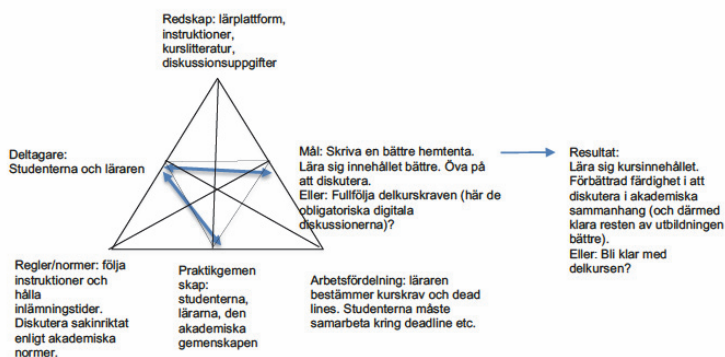 Redskap: lärplattform,
instruktioner,
kurslitteratur,
diskussionsuppgifter
Deltagare:
Studenterna och läraren
Mål: Skriva en bättre hemtenta.
Lära sig innehållet bättre. Öva på
att diskutera.
Eller: Fullfölja delkurskraven (här de
obligatoriska digitala
diskussionerna)?
Resultat:
Lära sig kursinnehållet.
Förbättrad färdighet i att
diskutera i akademiska
sammanhang (och därmed
klara resten av utbildningen
bättre).
Eller: Bli klar med
delkursen?
Regler/normer: följa
instruktioner och
hålla
inlämningstider.
Diskutera sakinriktat
enligt akademiska
normer.
Praktikgemen
skap:
studenterna,
lärarna, den
akademiska
gemenskapen
Arbetsfördelning: läraren
bestämmer kurskrav och dead
lines. Studenterna måste
samarbeta kring deadline etc.